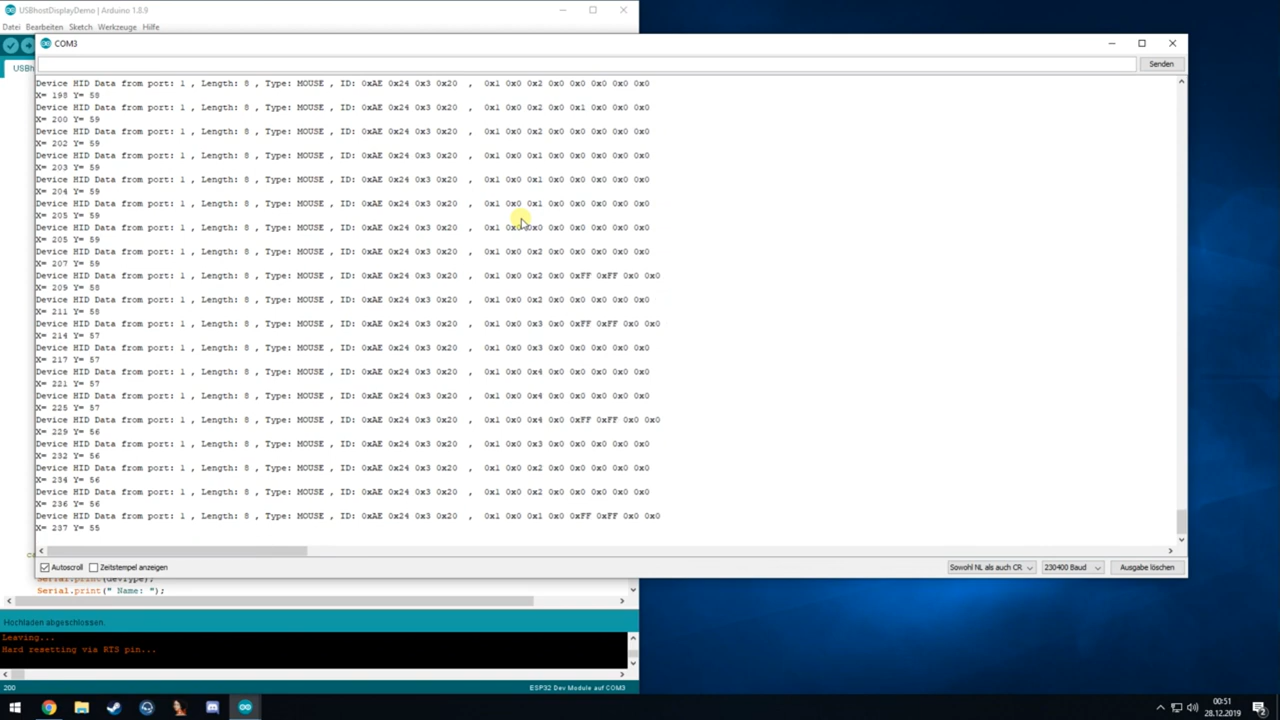 USBhostDisplayDemo | Arduino 1.8.9
Datei Bearbeiten Sketch Werkzeuge Hilfe
COM3
USBh
Senden
Device HID Data from port: 1 , Length: 8 , Type: MOUSE , ID: 0xAE 0x24 0x3 0x20 , 0x1 0x0 0x2 0x0 0x0 0x0 0x0 0x0
X= 198 Y= 58
Device HID Data from port: 1 , Length: 8 , Type: MOUSE , ID: 0xAE 0x24 0x3 0x20 , 0x1 0x0 0x2 0x0 0x1 0x0 0x0 0x0
X= 200 Y= 59
Device HID Data from port: 1 , Length: 8 , Type: MOUSE , ID: 0xAE 0x24 0x3 0x20 , 0x1 0x0 0x2 0x0 0x0 0x0 0x0 0x0
X= 202 Y= 59
Device HID Data from port: 1 , Length: 8 , Type: MOUSE , ID: 0xAE 0x24 0x3 0x20 , 0x1 0x0 0x1 0x0 0x0 0x0 0x0 0x0
X= 203 Y= 59
Device HID Data from port: 1 , Length: 8 , Type: MOUSE , ID: 0xAE 0x24 0x3 0x20 , 0x1 0x0 0x1 0x0 0x0 0x0 0x0 0x0
X= 204 Y= 59
Device HID Data from port: 1 , Length: 8 , Type: MOUSE , ID: 0xAE 0x24 0x3 0x20 , 0x1 0x0 0x1 0x0 0x0 0x0 0x0 0x0
X= 205 Y= 59
Device HID Data from port: 1 , Length: 8 , Type: MOUSE , ID: 0xAE 0x24 0x3 0x20 , 0x1 0x0 0x0 0x0 0x0 0x0 0x0 0x0
X= 205 Y= 59
Device HID Data from port: 1 , Length: 8 , Type: MOUSE , ID: 0xAE 0x24 0x3 0x20 , 0x1 0x0 0x2 0x0 0x0 0x0 0x0 0x0
X= 207 Y= 59
Device HID Data from port: 1 , Length: 8 , Type: MOUSE , ID: 0xAE 0x24 0x3 0x20 , 0x1 0x0 0x2 0x0 0xFF 0xFF 0x0 0x0
X= 209 Y= 58
Device HID Data from port: 1 , Length: 8 , Type: MOUSE , ID: 0xAE 0x24 0x3 0x20 , 0x1 0x0 0x2 0x0 0x0 0x0 0x0 0x0
X= 211 Y= 58
Device HID Data from port: 1 , Length: 8 , Type: MOUSE , ID: 0xAE 0x24 0x3 0x20 , 0x1 0x0 0x3 0x0 0xFF 0xFF 0x0 0x0
X= 214 Y= 57
Device HID Data from port: 1 , Length: 8 , Type: MOUSE , ID: 0xAE 0x24 0x3 0x20 , 0x1 0x0 0x3 0x0 0x0 0x0 0x0 0x0
X= 217 Y= 57
Device HID Data from port: 1 , Length: 8 , Type: MOUSE , ID: 0xAE 0x24 0x3 0x20 , 0x1 0x0 0x4 0x0 0x0 0x0 0x0 0x0
X= 221 Y= 57
Device HID Data from port: 1 , Length: 8 , Type: MOUSE , ID: 0xAE 0x24 0x3 0x20 , 0x1 0x0 0x4 0x0 0x0 0x0 0x0 0x0
X= 225 Y= 57
Device HID Data from port: 1 , Length: 8 , Type: MOUSE , ID: 0xAE 0x24 0x3 0x20 , 0x1 0x0 0x4 0x0 0xFF 0xFF 0x0 0x0
X= 229 Y= 56
Device HID Data from port: 1 , Length: 8 , Type: MOUSE , ID: 0xAE 0x24 0x3 0x20 , 0x1 0x0 0x3 0x0 0x0 0x0 0x0 0x0
X= 232 Y= 56
Device HID Data from port: 1 , Length: 8 , Type: MOUSE , ID: 0xAE 0x24 0x3 0x20 , 0x1 0x0 0x2 0x0 0x0 0x0 0x0 0x0
X= 234 Y= 56
Device HID Data from port: 1 , Length: 8 , Type: MOUSE , ID: 0xAE 0x24 0x3 0x20 , 0x1 0x0 0x2 0x0 0x0 0x0 0x0 0x0
X= 236 Y= 56
Device HID Data from port: 1 , Length: 8 , Type: MOUSE , ID: 0xAE 0x24 0x3 0x20 , 0x1 0x0 0x1 0x0 0xFF 0xFF 0x0 0x0
X= 237 Y= 55
Autoscroll Zeitstempel anzeigen Sowohl NL als auch CR 230400 Baud Ausgabe löschen
Serial.print(devType);
Serial.print(" Name: ");
Hochladen abgeschlossen.
Leaving...
Hard resetting via RTS pin...
200 ESP32 Dev Module auf COM3
00:51
28.12.2019
2